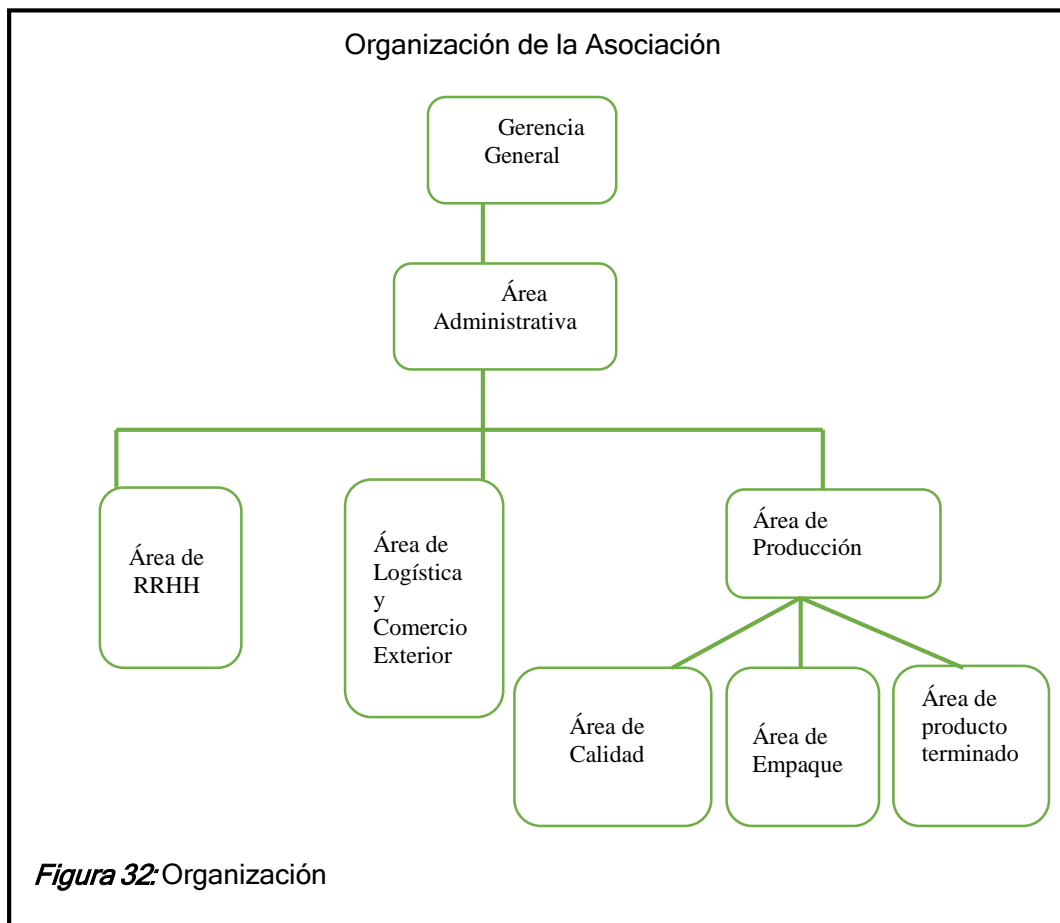 Organización de la Asociación
Gerencia
General
Área
Administrativa
Área de
RRHH
Área de
Logística
y
Comercio
Exterior
Área de
Producción
Área de
Calidad
Área de
Empaque
Área de
producto
terminado
Figura 32: Organización